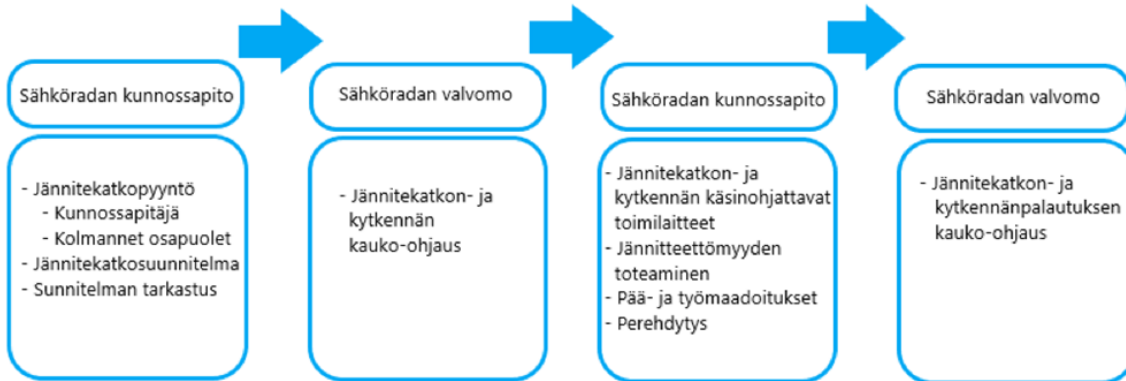 Sähköradan kunnossapito
- Jännitekatkopyyntö
- Kunnossapitäjä
- Kolmannet osapuolet
- Jännitekatkosuunnitelma
- Sunnitelman tarkastus
Sähköradan valvomo
- Jännitekatkon- ja
kytkennän
kauko-ohjaus
Sähköradan kunnossapito
- Jännitekatkon- ja
kytkennän käsinohjattavat
toimilaitteet
- Jännitteettömyyden
toteaminen
- Pää- ja työmaadoitukset
- Perehdytys
Sähköradan valvomo
- Jännitekatkon- ja
kytkennänpalautuksen
kauko-ohjaus